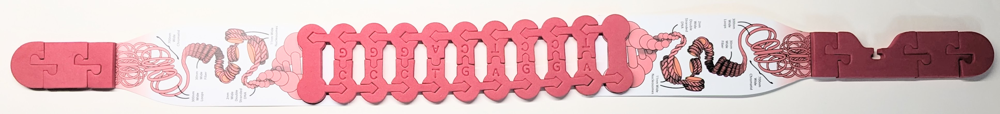 700nm
Wide
Chromatid
11nm Wide
Nucleosomes
30nm
Wide
Fiber
300nm
Wide
Loops
2nm
Wide
Double
Stranded
DNA
G G G A C T C C T
C C C T G A G G A
2nm
Wide
Double
Stranded
DNA
300nm
Wide
Loops
30nm
Wide
Fiber
11nm Wide
Nucleosomes
700nm
Wide
Chromatid